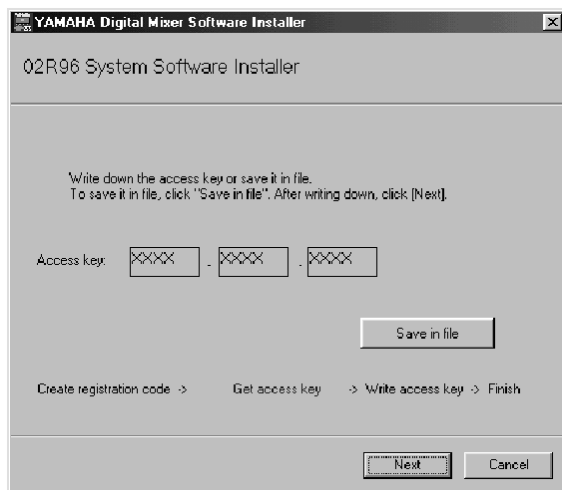 YAMAHA Digital Mixer Software Installer
02R96 System Software Installer
Write down the access key or save it in file.
To save it in file, click "Save in file". After writing down, click [Next].
Access key: XXXX - XXXX - XXXX
Save in file
Create registration code -> Get access key -> Write access key -> Finish
Next Cancel